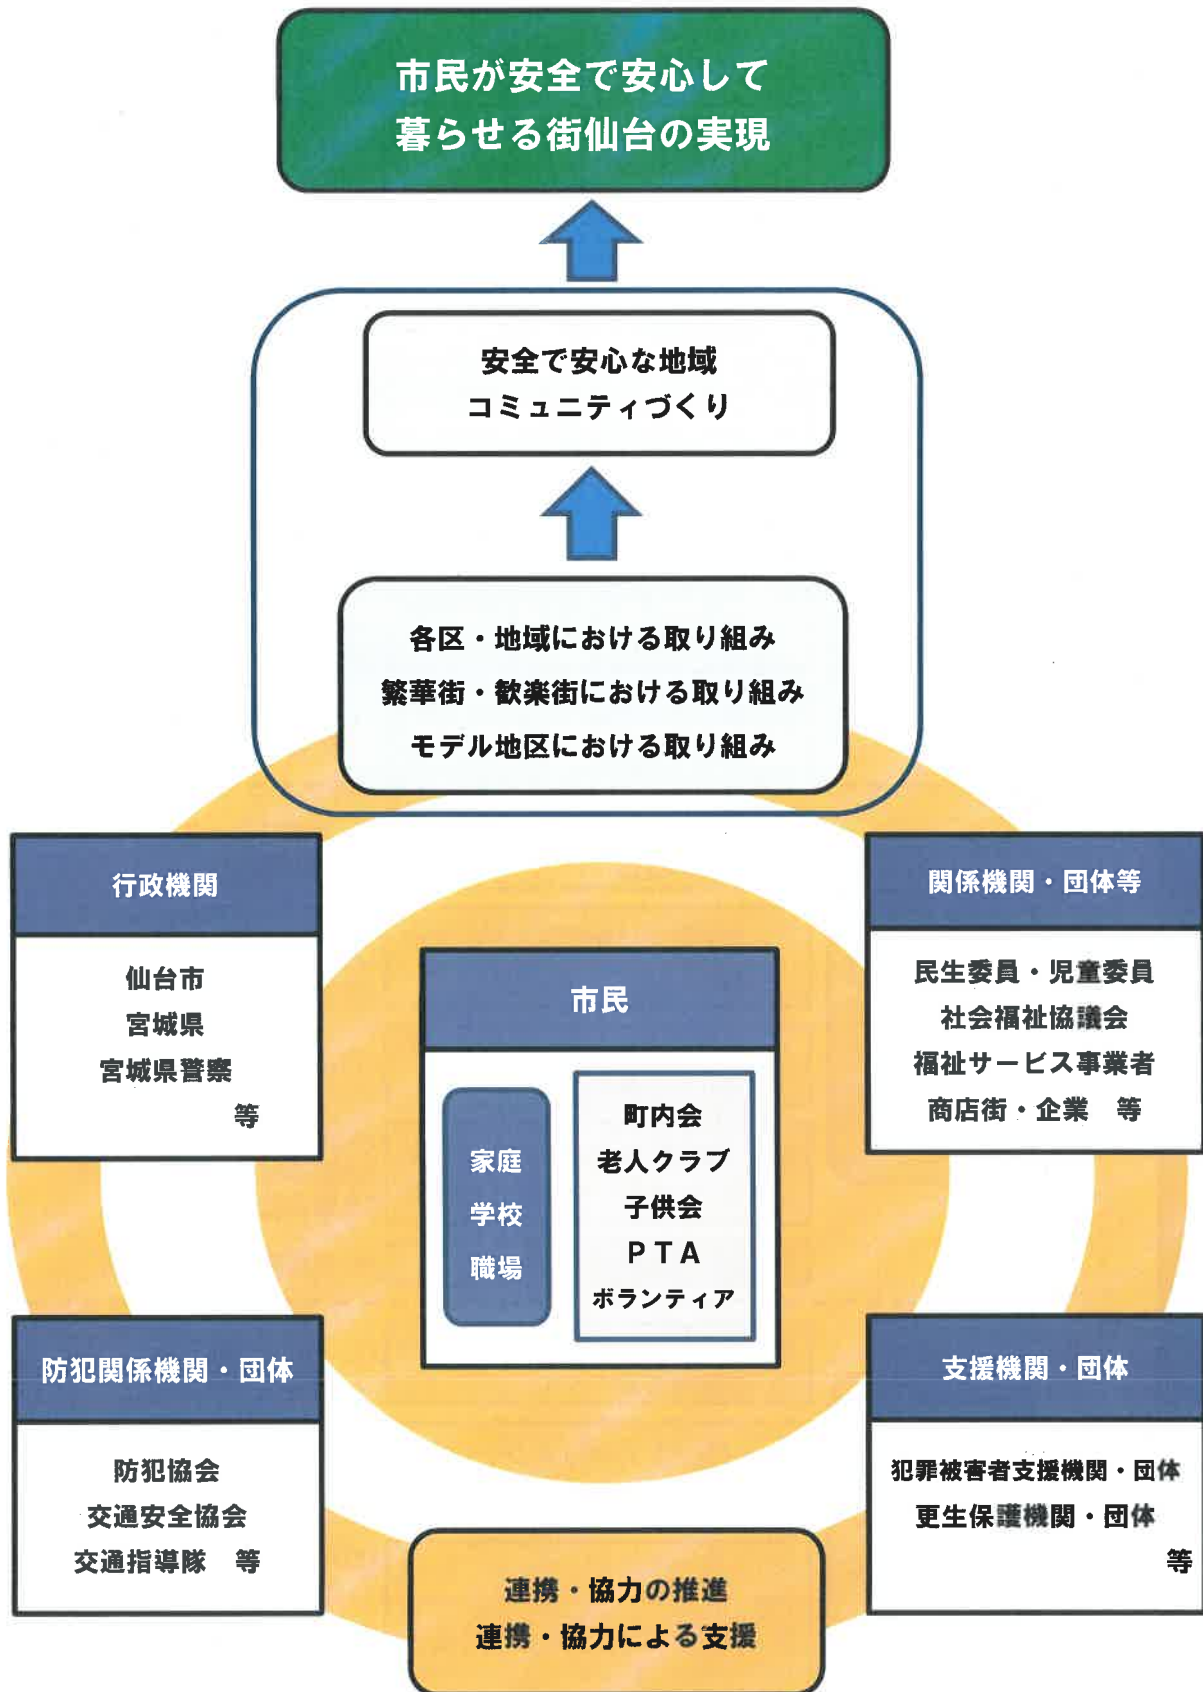 市民が安全で安心して
暮らせる街仙台の実現
安全で安心な地域
コミュニティづくり
各区・地域における取り組み
繁華街・歓楽街における取り組み
モデル地区における取り組み
行政機関
仙台市
宮城県
宮城県警察
等
関係機関・団体等
民生委員・児童委員
社会福祉協議会
福祉サービス事業者
商店街・企業　等
市民
家庭
学校
職場
町内会
老人クラブ
子供会
ＰＴＡ
ボランティア
防犯関係機関・団体
防犯協会
交通安全協会
交通指導隊　等
支援機関・団体
犯罪被害者支援機関・団体
更生保護機関・団体
等
連携・協力の推進
連携・協力による支援